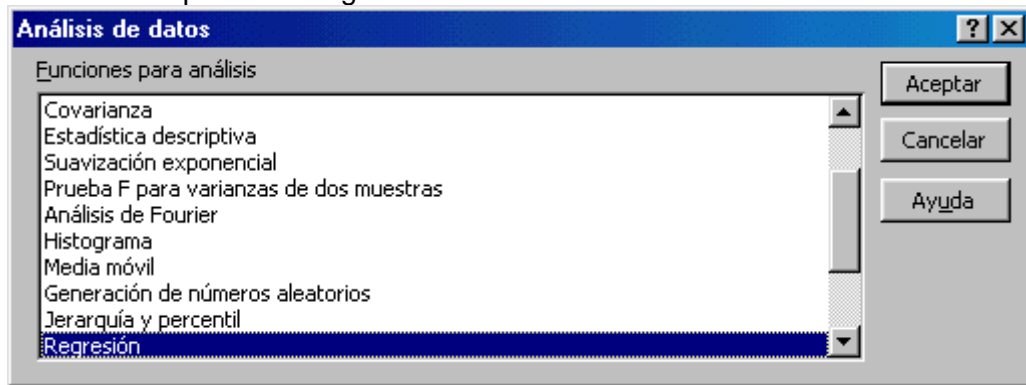 Análisis de datos
Funciones para análisis
Covarianza
Estadística descriptiva
Suavización exponencial
Prueba F para varianzas de dos muestras
Análisis de Fourier
Histograma
Media móvil
Generación de números aleatorios
Jerarquía y percentil
Regresión
Aceptar
Cancelar
Ayuda